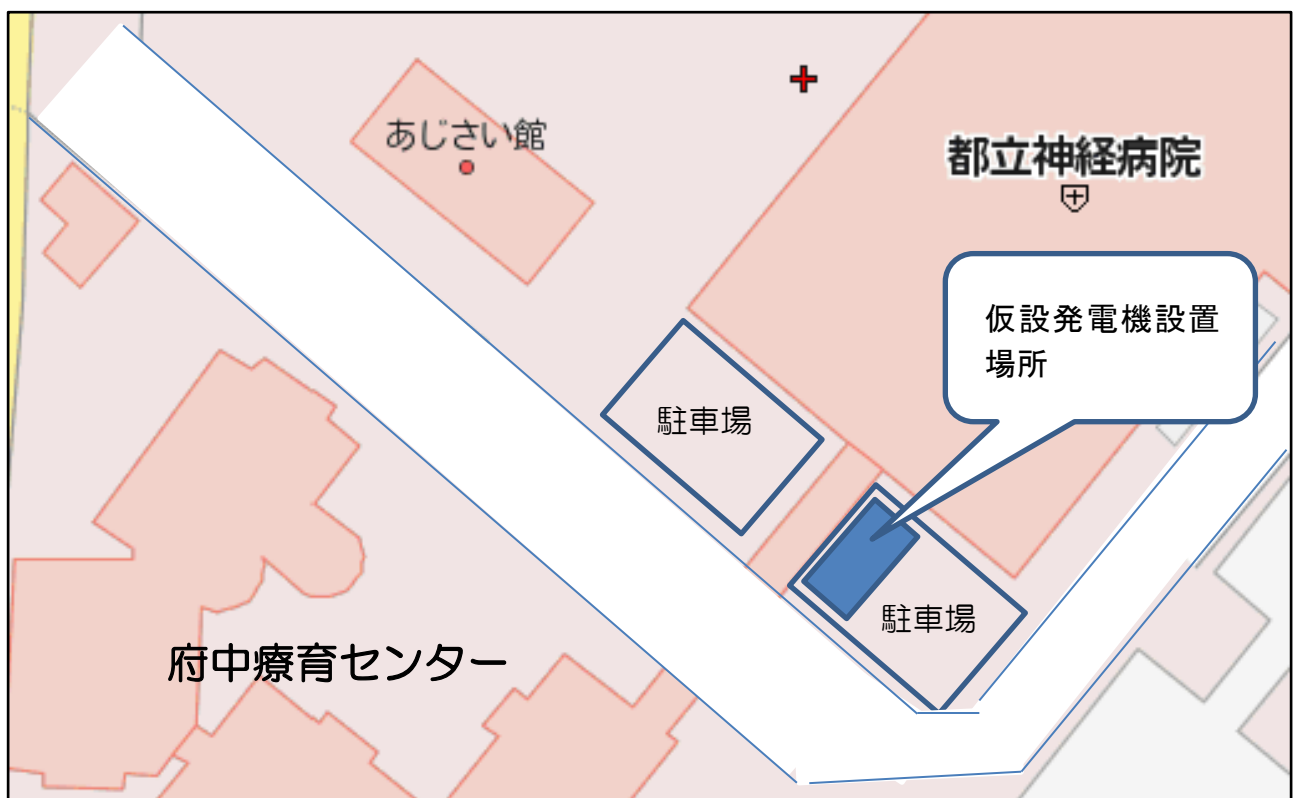 あじさい館
都立神経病院
仮設発電機設置
場所
駐車場
駐車場
府中療育センター